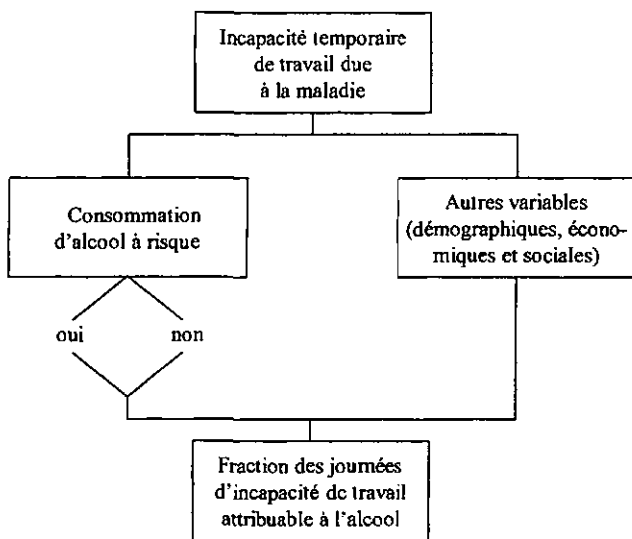 Incapacité temporaire
de travail due
à la maladie
Consommation
d'alcool à risque
Autres variables
(démographiques, écono-
miques et sociales)
oui non
Fraction des journées
d'incapacité de travail
attribuable à l'alcool